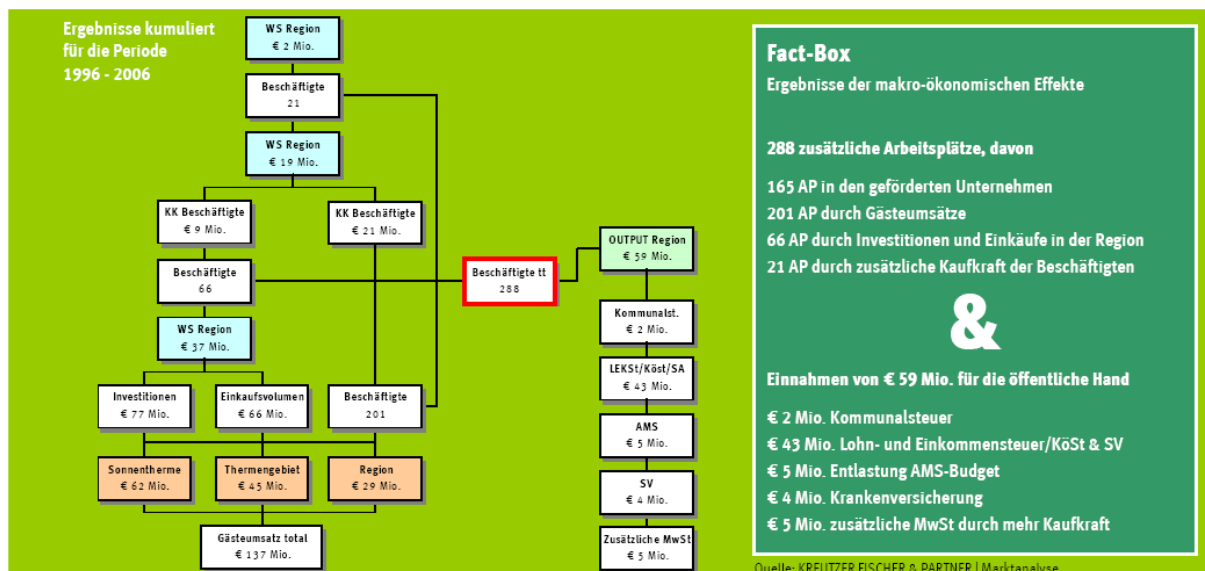 Ergebnisse kumuliert
für die Periode
1996 - 2006
WS Region
€ 2 Mio.
Beschäftigte
21
WS Region
€ 19 Mio.
KK Beschäftigte
€ 9 Mio.
KK Beschäftigte
€ 21 Mio.
Beschäftigte
66
Beschäftigte tt
288
WS Region
€ 37 Mio.
Investitionen
€ 77 Mio.
Einkaufsvolumen
€ 66 Mio.
Beschäftigte
201
Sonnentherme
€ 62 Mio.
Thermengebiet
€ 45 Mio.
Region
€ 29 Mio.
Gästeumsatz total
€ 137 Mio.
OUTPUT Region
€ 59 Mio.
Kommunalst.
€ 2 Mio.
LEKSt/Köst/SA
€ 43 Mio.
AMS
€ 5 Mio.
SV
€ 4 Mio.
Zusätzliche MwSt
€ 5 Mio.
Fact-Box
Ergebnisse der makro-ökonomischen Effekte
288 zusätzliche Arbeitsplätze, davon
165 AP in den geförderten Unternehmen
201 AP durch Gästeumsätze
66 AP durch Investitionen und Einkäufe in der Region
21 AP durch zusätzliche Kaufkraft der Beschäftigten
&
Einnahmen von € 59 Mio. für die öffentliche Hand
€ 2 Mio. Kommunalsteuer
€ 43 Mio. Lohn- und Einkommensteuer/KöSt & SV
€ 5 Mio. Entlastung AMS-Budget
€ 4 Mio. Krankenversicherung
€ 5 Mio. zusätzliche MwSt durch mehr Kaufkraft
Quelle: KREUTZER FISCHER & PARTNER | Marktanalyse